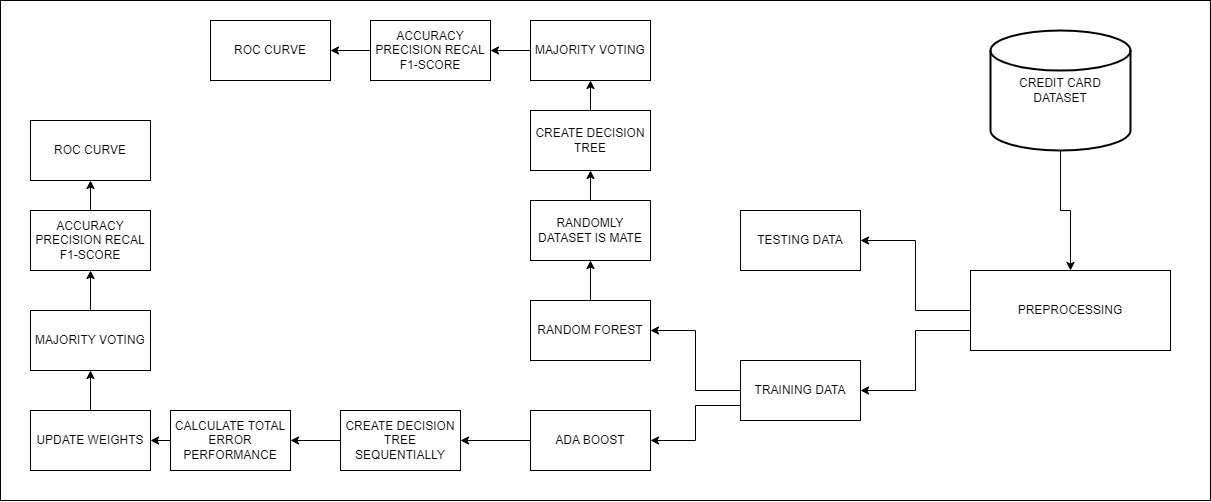 ROC CURVE
ACCURACY
PRECISION RECAL
F1-SCORE
MAJORITY VOTING
CREDIT CARD
DATASET
CREATE DECISION
TREE
ROC CURVE
RANDOMLY
DATASET IS MATE
TESTING DATA
ACCURACY
PRECISION RECAL
F1-SCORE
PREPROCESSING
RANDOM FOREST
MAJORITY VOTING
TRAINING DATA
UPDATE WEIGHTS
CALCULATE TOTAL
ERROR
PERFORMANCE
CREATE DECISION
TREE
SEQUENTIALLY
ADA BOOST